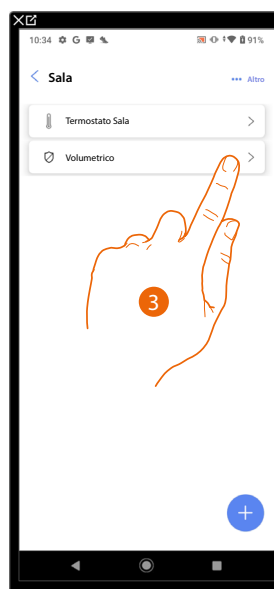 10:34 G 91%
Sala
Altro
Termostato Sala
Volumetrico
3